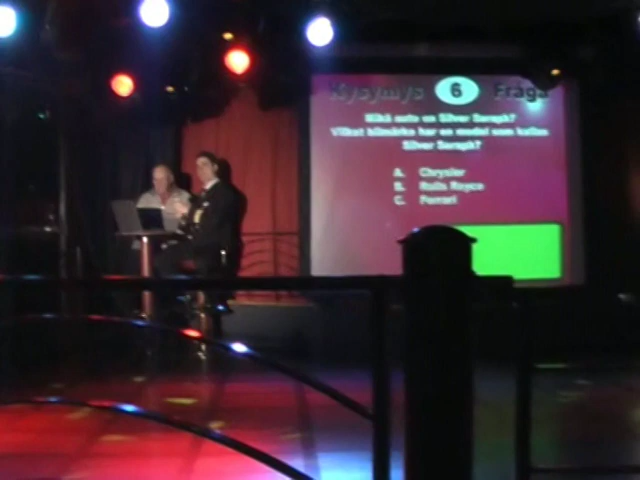 Kysymys 6 Fråga
Mikä auto on Silver Seraph?
Vilket bilmärke har en modell som kallas
Silver Seraph?
A. Chrysler
B. Rolls Royce
C. Ferrari